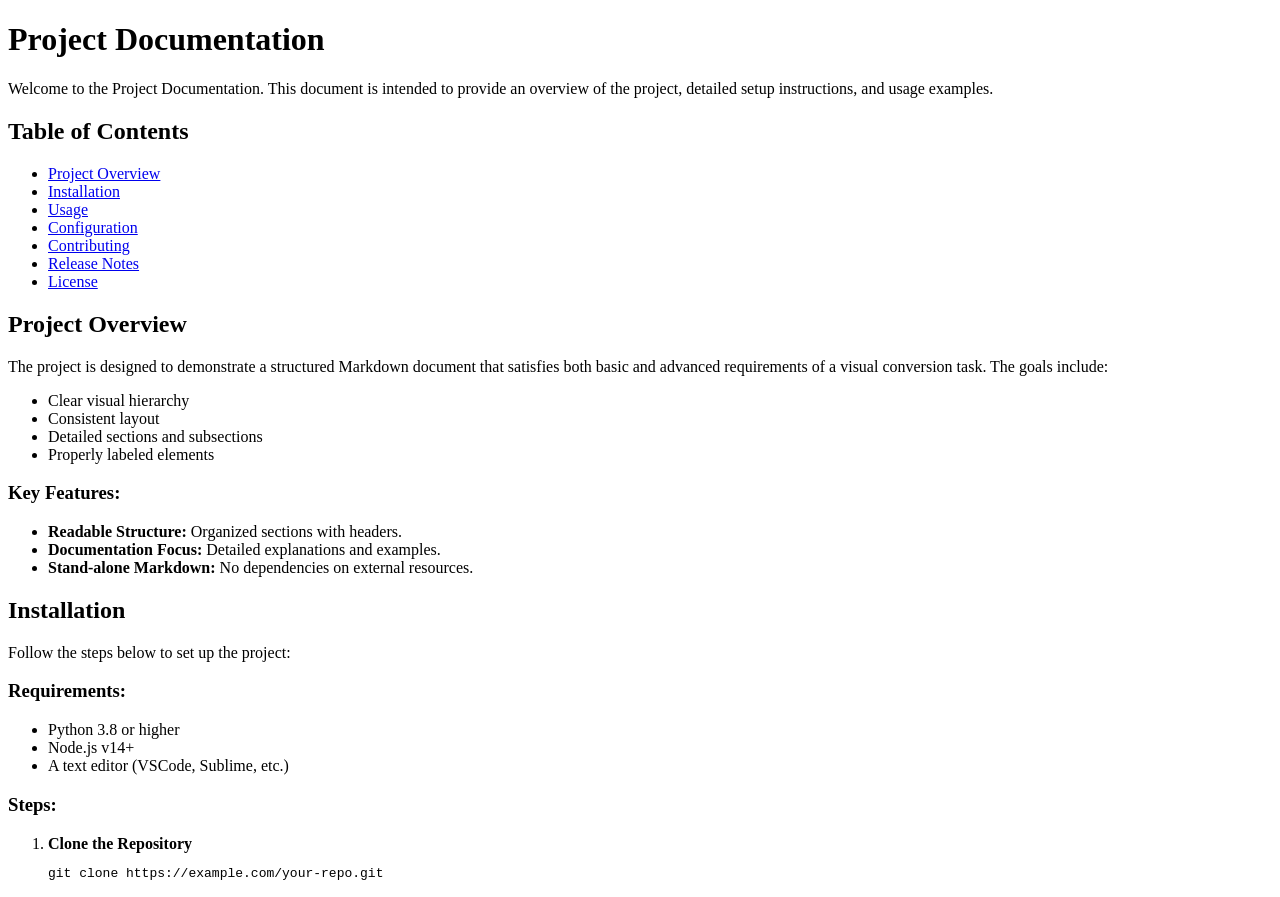 Project Documentation
Welcome to the Project Documentation. This document is intended to provide an overview of the project, detailed setup instructions, and usage examples.
Table of Contents
Project Overview
Installation
Usage
Configuration
Contributing
Release Notes
License
Project Overview
The project is designed to demonstrate a structured Markdown document that satisfies both basic and advanced requirements of a visual conversion task. The goals include:
Clear visual hierarchy
Consistent layout
Detailed sections and subsections
Properly labeled elements
Key Features:
Readable Structure: Organized sections with headers.
Documentation Focus: Detailed explanations and examples.
Stand-alone Markdown: No dependencies on external resources.
Installation
Follow the steps below to set up the project:
Requirements:
Python 3.8 or higher
Node.js v14+
A text editor (VSCode, Sublime, etc.)
Steps:
1. Clone the Repository
git clone https://example.com/your-repo.git